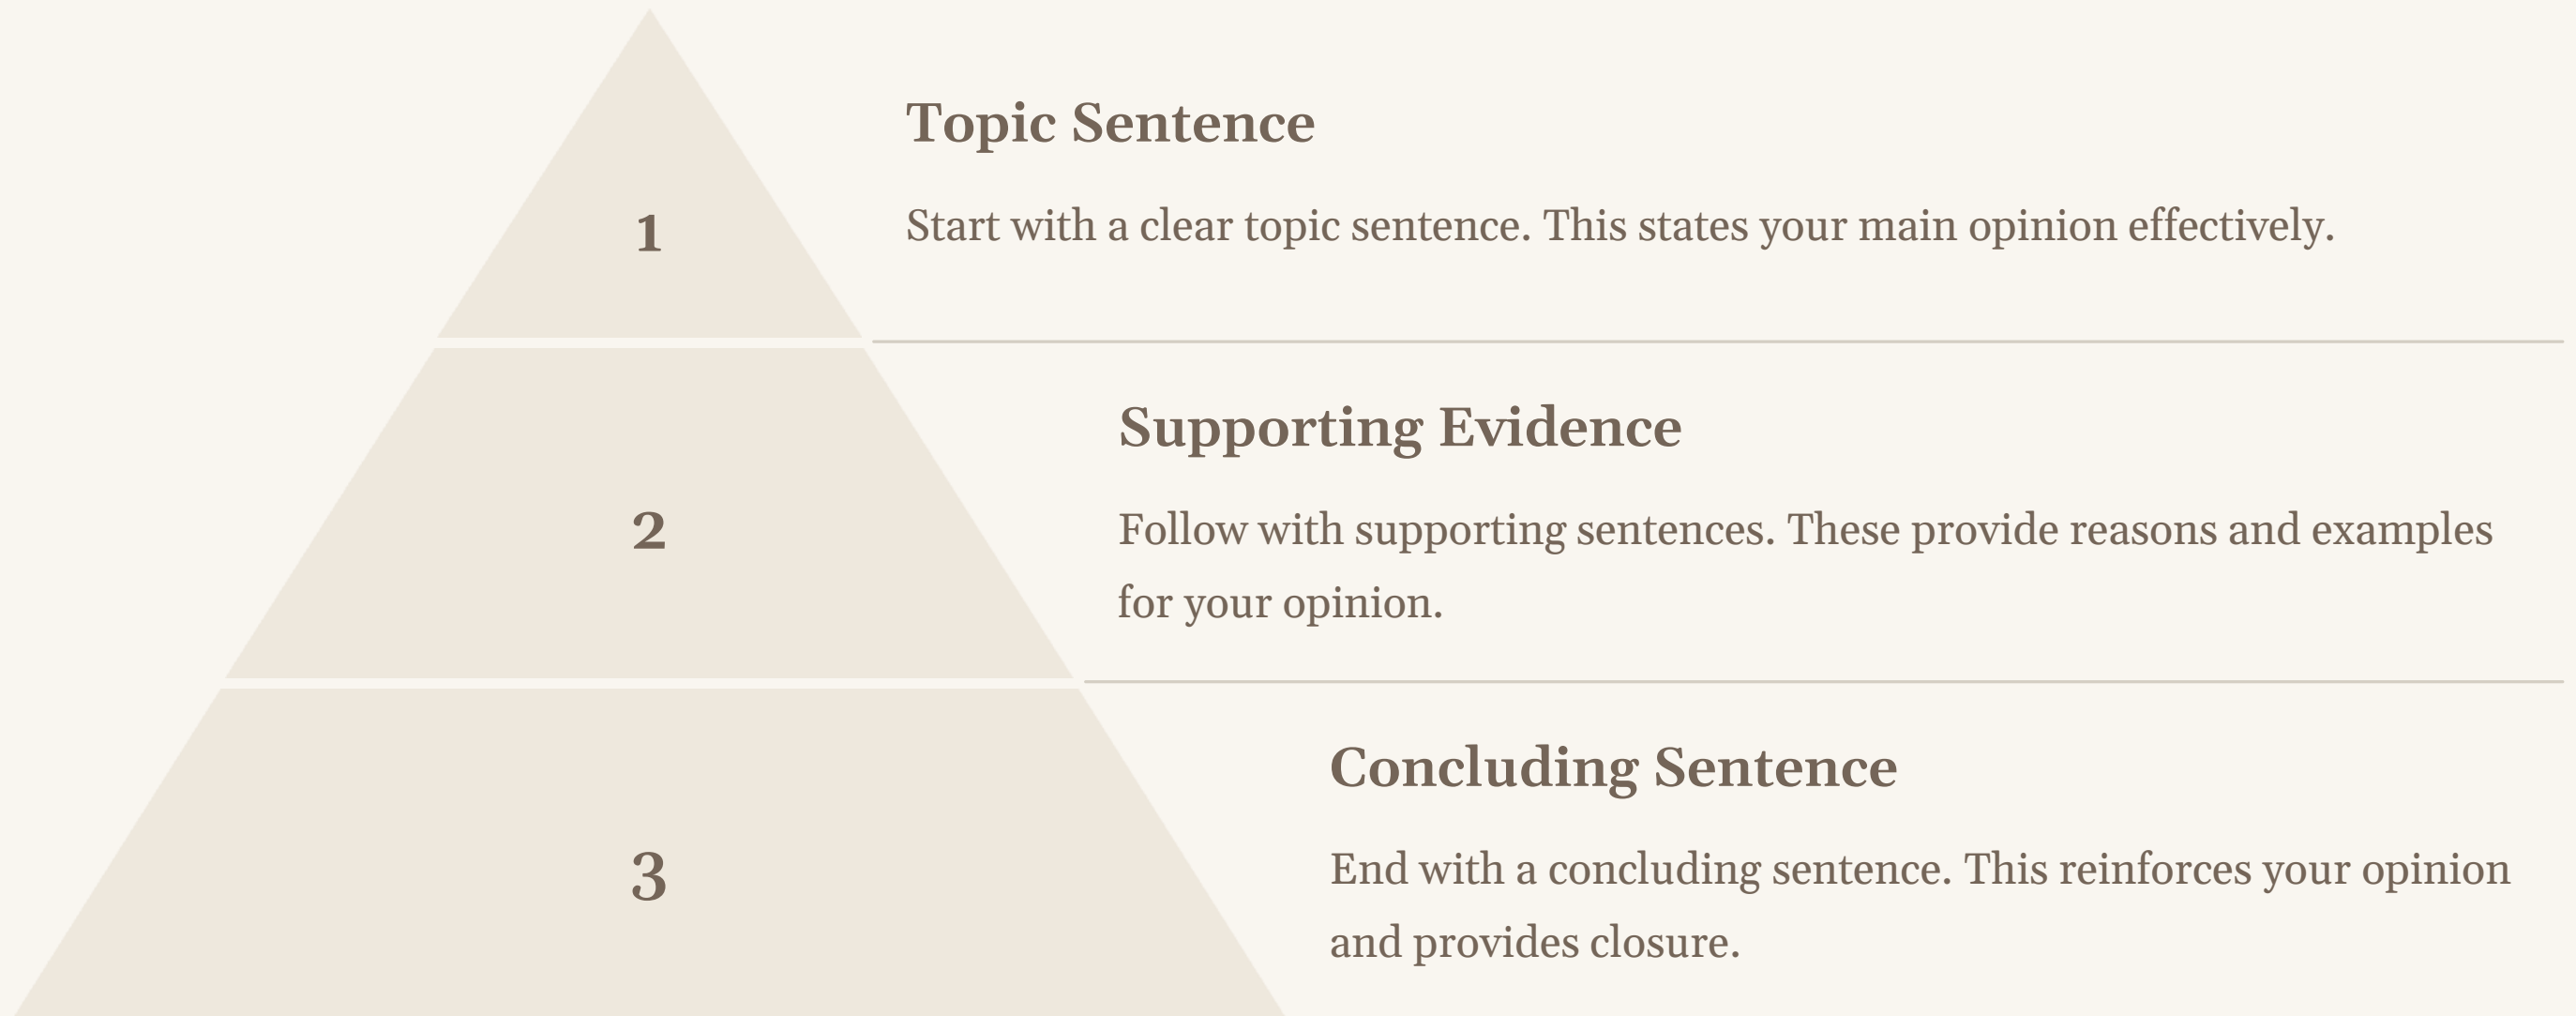 Topic Sentence
1
Start with a clear topic sentence. This states your main opinion effectively.
Supporting Evidence
2
Follow with supporting sentences. These provide reasons and examples
for your opinion.
Concluding Sentence
3
End with a concluding sentence. This reinforces your opinion
and provides closure.